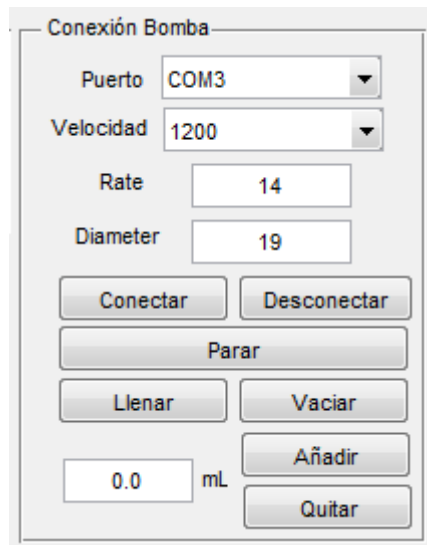 Conexión Bomba
Puerto COM3
Velocidad 1200
Rate 14
Diameter 19
Conectar Desconectar
Parar
Llenar Vaciar
Añadir
0.0 mL
Quitar